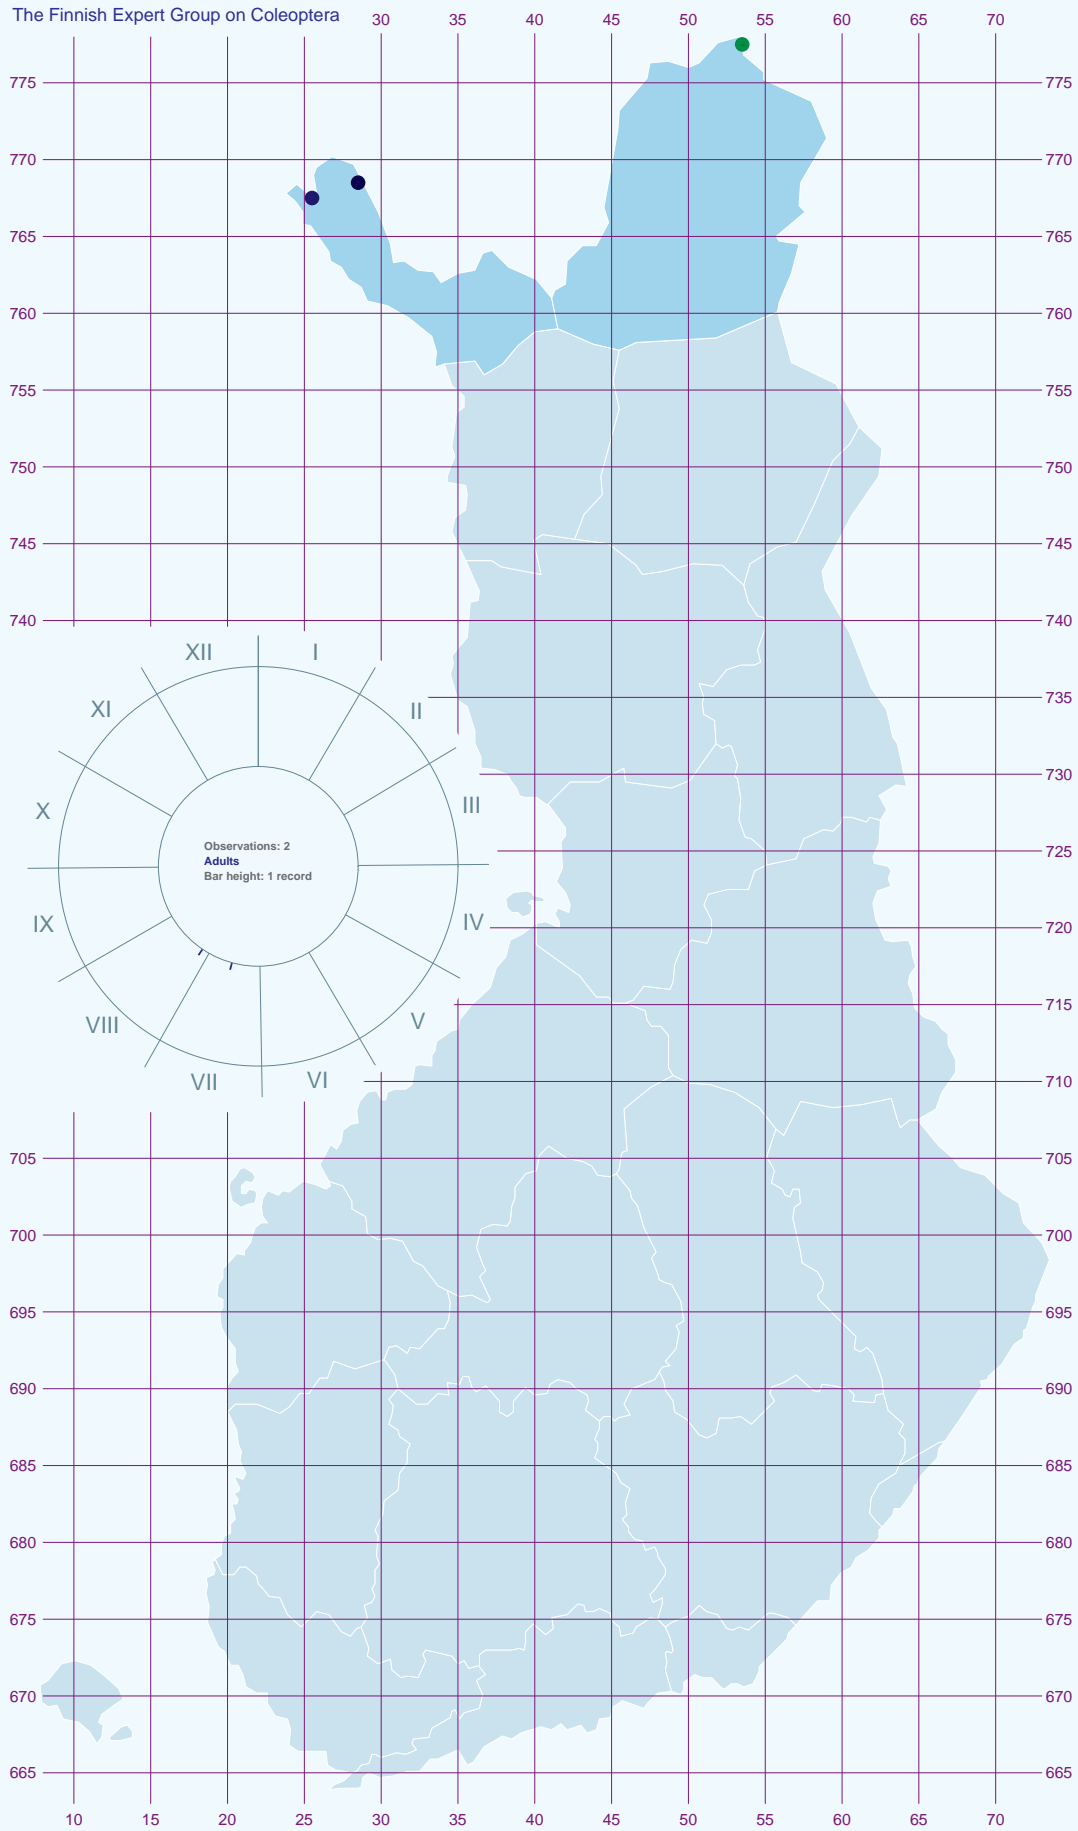 The Finnish Expert Group on Coleoptera
30 35 40 45 50 55 60 65 70
775 775
770 770
765 765
760 760
755 755
750 750
745 745
740 740
735
730
725
720
715
710
705 705
700 700
695 695
690 690
685 685
680 680
675 675
670 670
665 665
XII I
XI II
X III
IX IV
VIII V
VII VI
Observations: 2
Adults
Bar height: 1 record
10 15 20 25 30 35 40 45 50 55 60 65 70